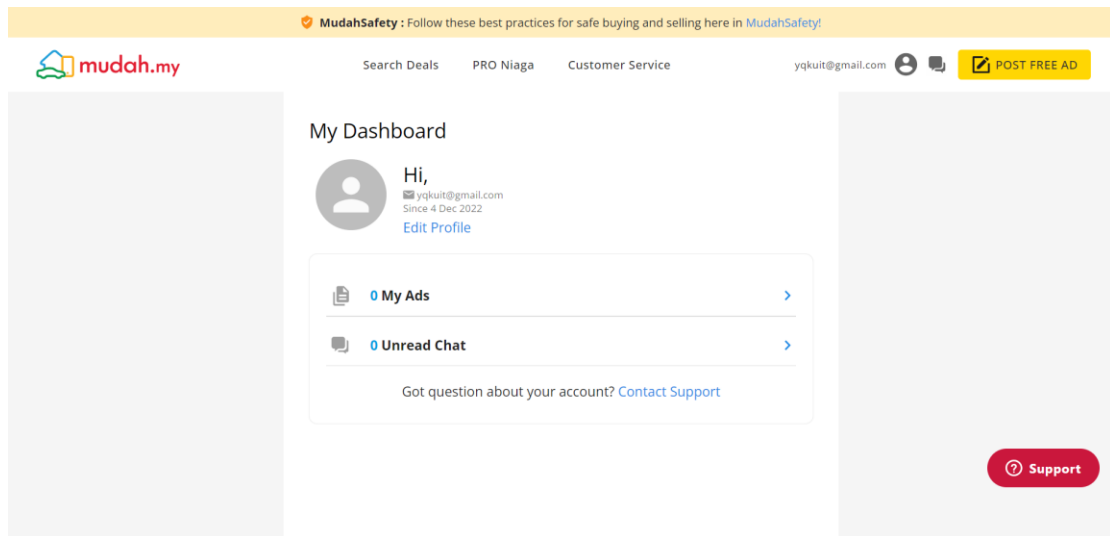 MudahSafety : Follow these best practices for safe buying and selling here in MudahSafety!
mudah.my
Search Deals PRO Niaga Customer Service
yqkuit@gmail.com
POST FREE AD
My Dashboard
Hi,
yqkuit@gmail.com
Since 4 Dec 2022
Edit Profile
0 My Ads
0 Unread Chat
Got question about your account? Contact Support
Support